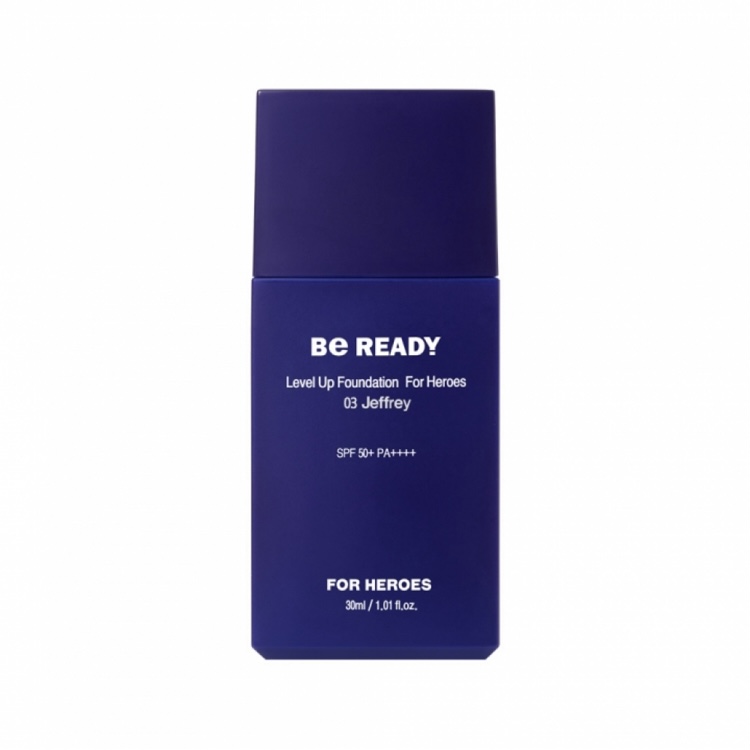 Be READY
Level Up Foundation For Heroes
03 Jeffrey
SPF 50+ PA++++
FOR HEROES
30ml / 1.01 fl.oz.